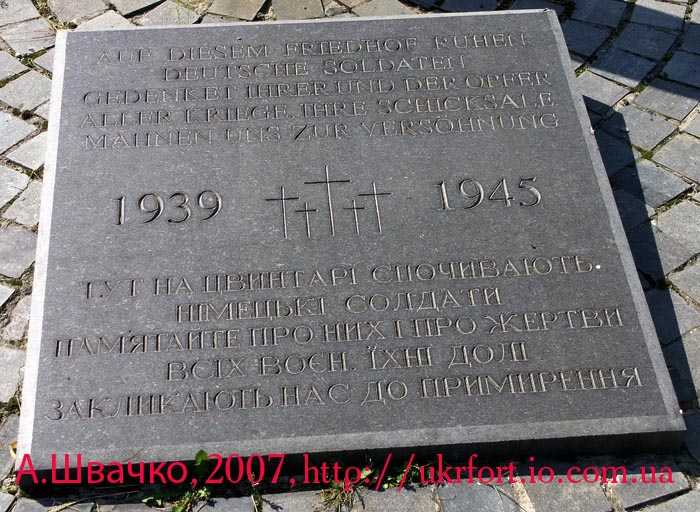 AUF DIESEM FRIEDHOF RUHEN
DEUTSCHE SOLDATEN
GEDENKET IHRER UND DER OPFER
ALLER KRIEGE. IHRE SCHICKSALE
MAHNEN UNS ZUR VERSÖHNUNG
1939 1945
ТУТ НА ЦВИНТАРІ СПОЧИВАЮТЬ
НІМЕЦЬКІ СОЛДАТИ
ПАМ'ЯТАЙТЕ ПРО НИХ І ПРО ЖЕРТВИ
ВСІХ ВОЄН. ЇХНІ ДОЛІ
ЗАКЛИКАЮТЬ НАС ДО ПРИМИРЕННЯ
А.Швачко, 2007, http://ukrfort.io.com.ua